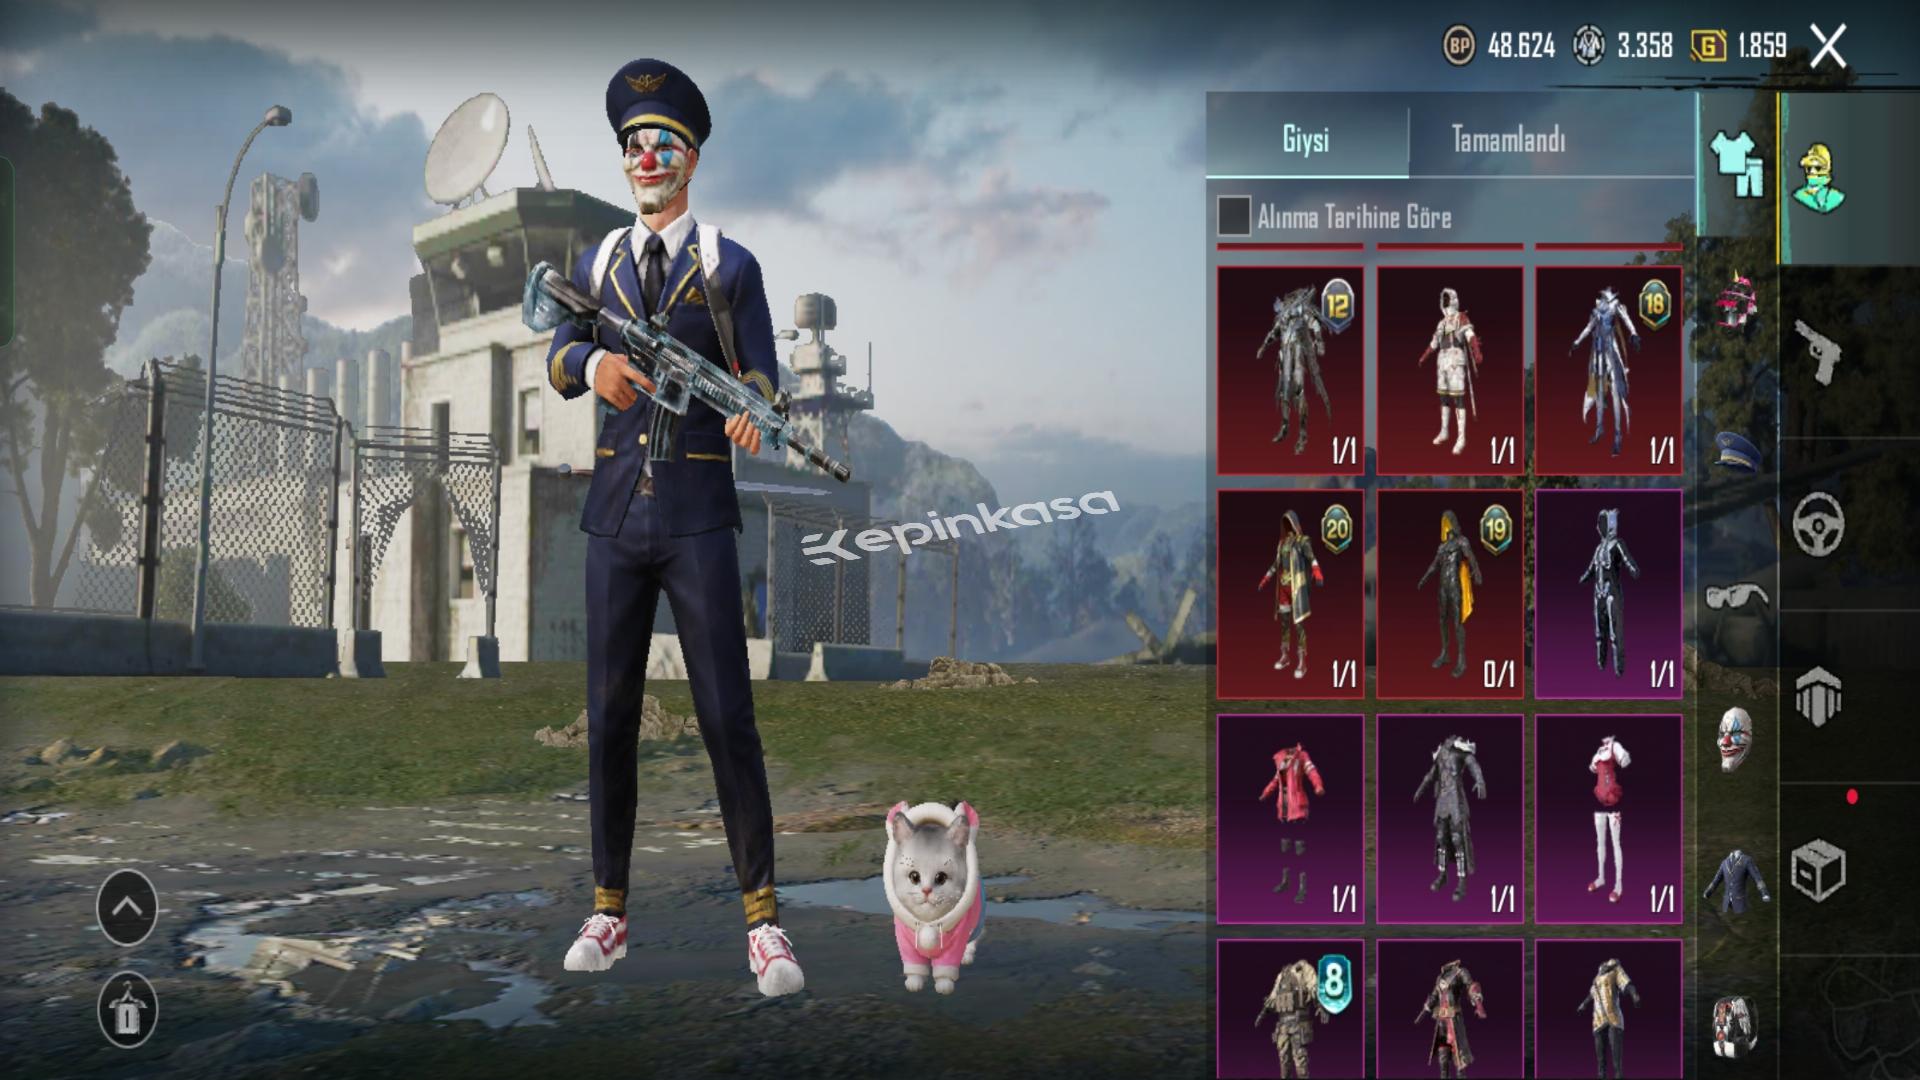 BP 48.624 3.358 G 1.859
Giysi Tamamlandı
Alınma Tarihine Göre
12 1/1 1/1 18 1/1
20 1/1 19 0/1 1/1
1/1 1/1 1/1
8
1
epinkasa